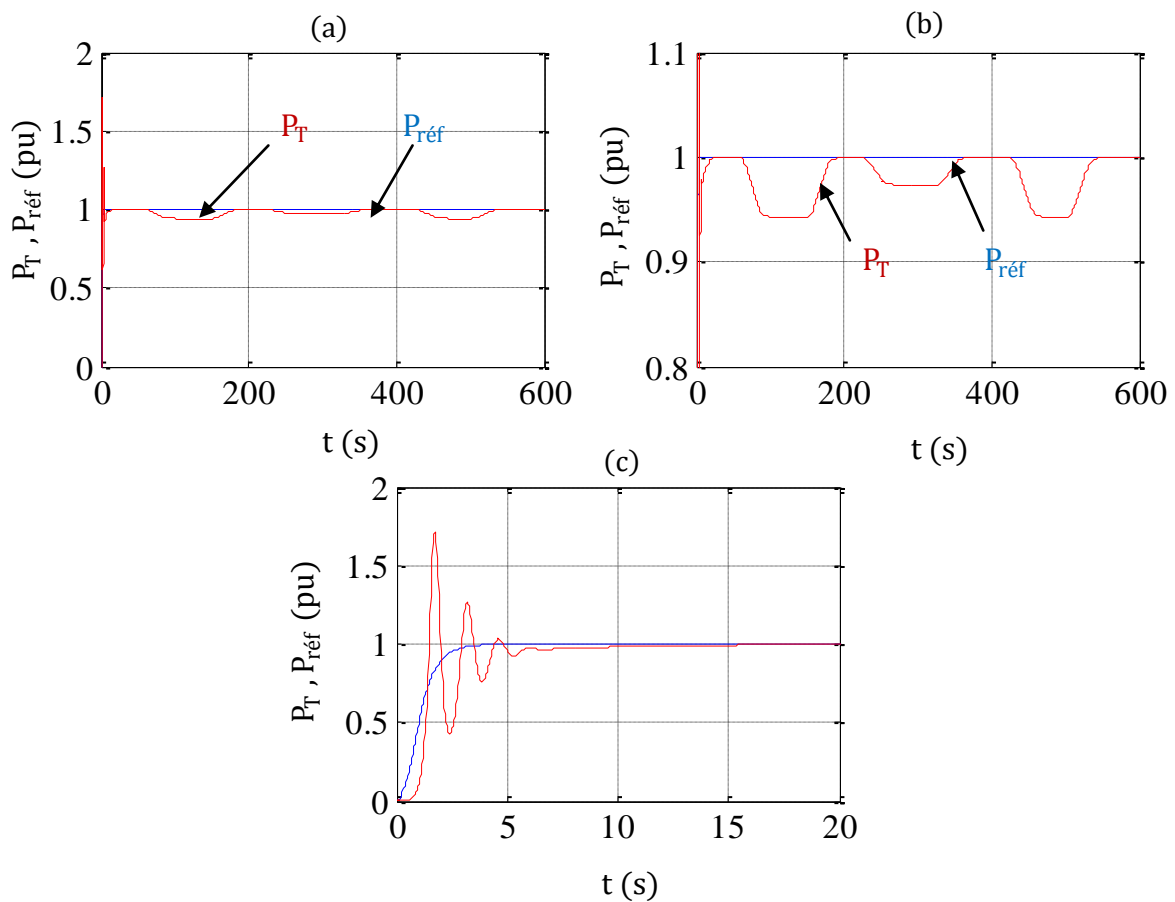 (a)
P_T , P_réf (pu)
2
1.5
1
0.5
0
P_T
P_réf
0 200 400 600
t (s)
(b)
P_T , P_réf (pu)
1.1
1
0.9
0.8
P_T
P_réf
0 200 400 600
t (s)
(c)
P_T , P_réf (pu)
2
1.5
1
0.5
0
0 5 10 15 20
t (s)